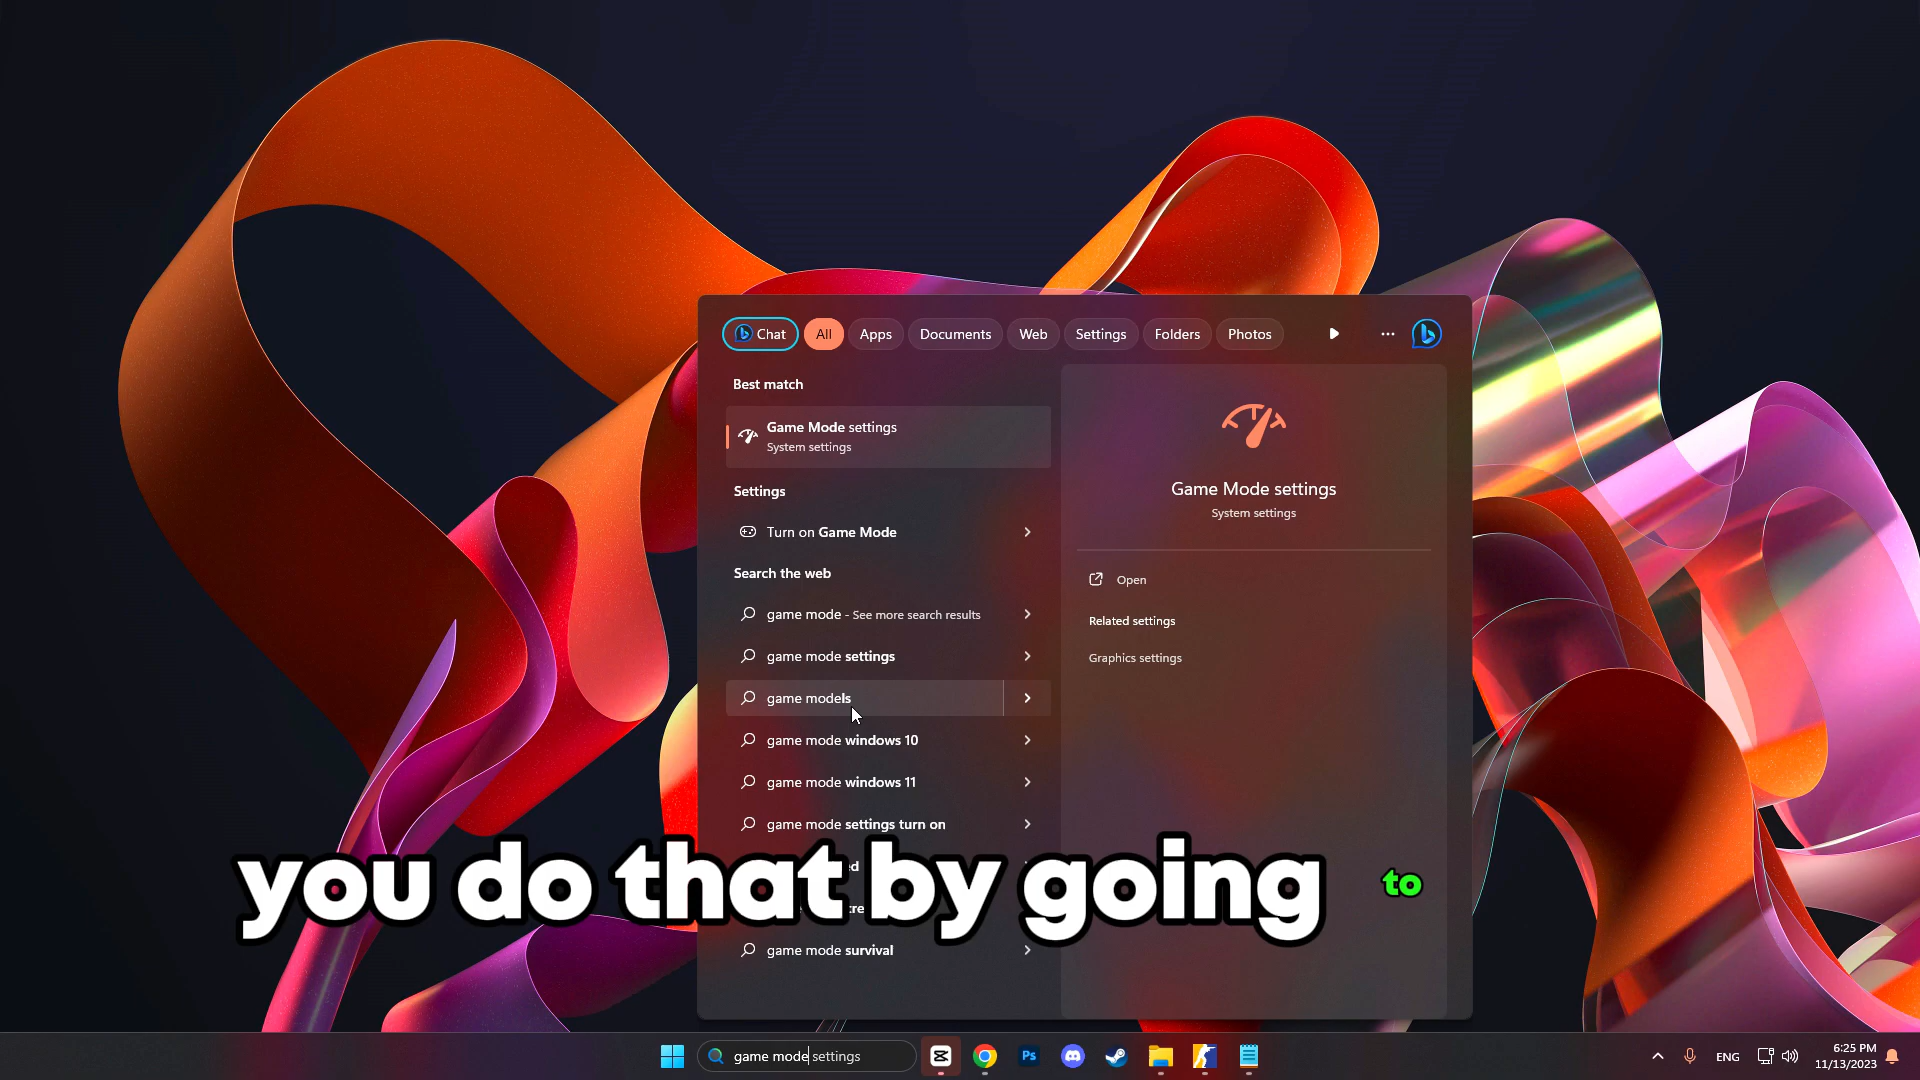 Chat
All
Apps
Documents
Web
Settings
Folders
Photos
Best match
Game Mode settings
System settings
Settings
Turn on Game Mode
Search the web
game mode - See more search results
game mode settings
game models
game mode windows 10
game mode windows 11
game mode settings turn on
game mode survival
Game Mode settings
System settings
Open
Related settings
Graphics settings
you do that by going to
game mode settings
Ps
ENG
6:25 PM
11/13/2023